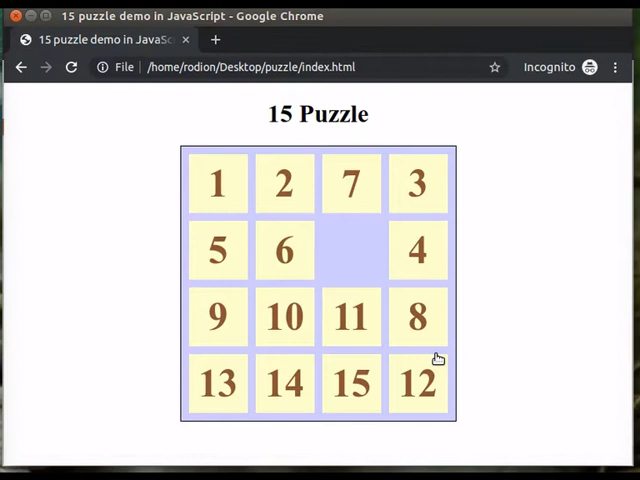 15 puzzle demo in JavaScript - Google Chrome
15 puzzle demo in JavaSc
File /home/rodion/Desktop/puzzle/index.html Incognito
15 Puzzle
1 2 7 3
5 6 4
9 10 11 8
13 14 15 12